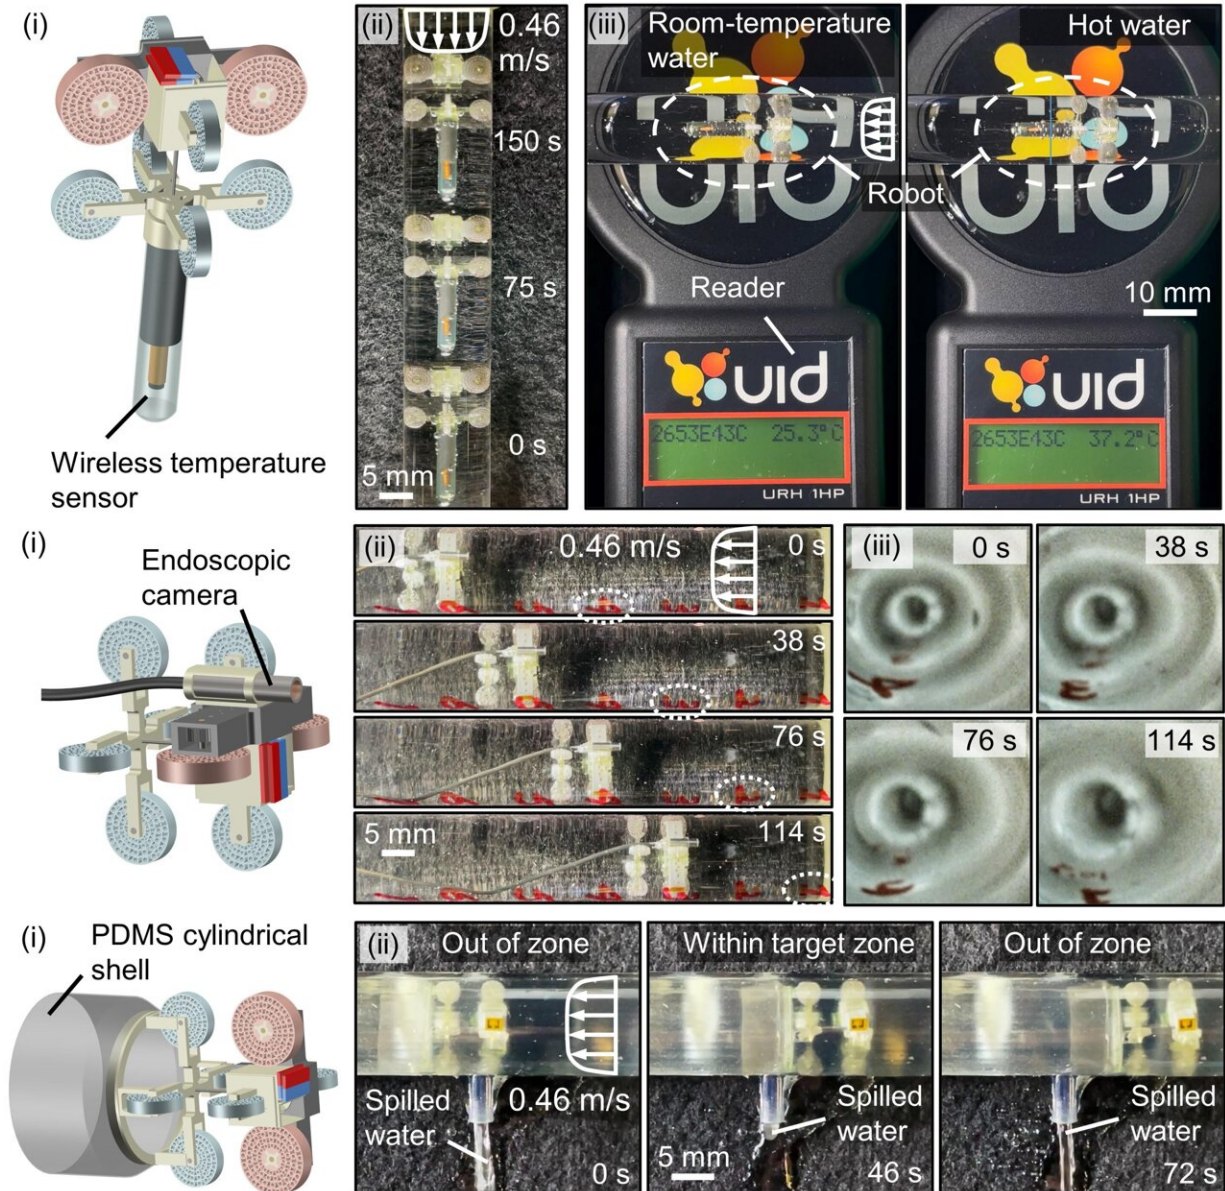 (i)
Wireless temperature
sensor
(ii)
0.46
m/s
150 s
75 s
0 s
5 mm
(iii)
Room-temperature
water
Hot water
Robot
Reader
10 mm
uid
2653E43C 25.3°C
URH 1HP
uid
2653E43C 37.2°C
URH 1HP
(i)
Endoscopic
camera
(ii)
0.46 m/s
0 s
38 s
76 s
114 s
5 mm
(iii)
0 s
38 s
76 s
114 s
(i)
PDMS cylindrical
shell
(ii)
Out of zone
Spilled
water
0.46 m/s
0 s
Within target zone
Spilled
water
5 mm
46 s
Out of zone
Spilled
water
72 s